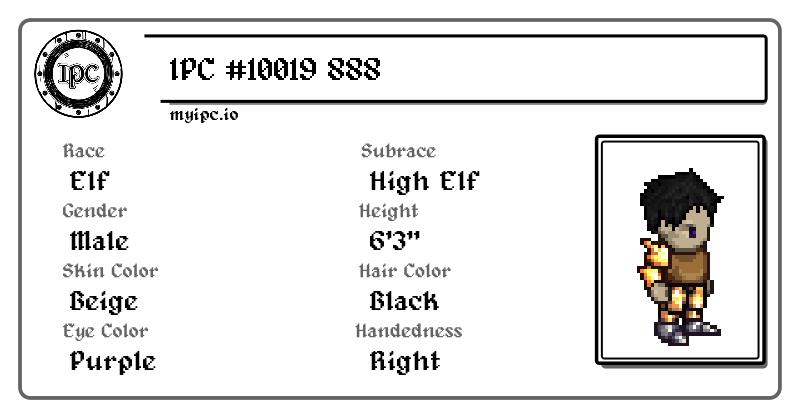 IPC
IPC #10019 888
myipc.io
Race
Elf
Subrace
High Elf
Gender
Male
Height
6'3"
Skin Color
Beige
Hair Color
Black
Eye Color
Purple
Handedness
Right